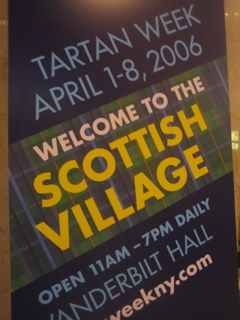 TARTAN WEEK
APRIL 1-8, 2006
WELCOME TO THE
SCOTTISH
VILLAGE
OPEN 11AM – 7PM DAILY
VANDERBILT HALL
weekny.com